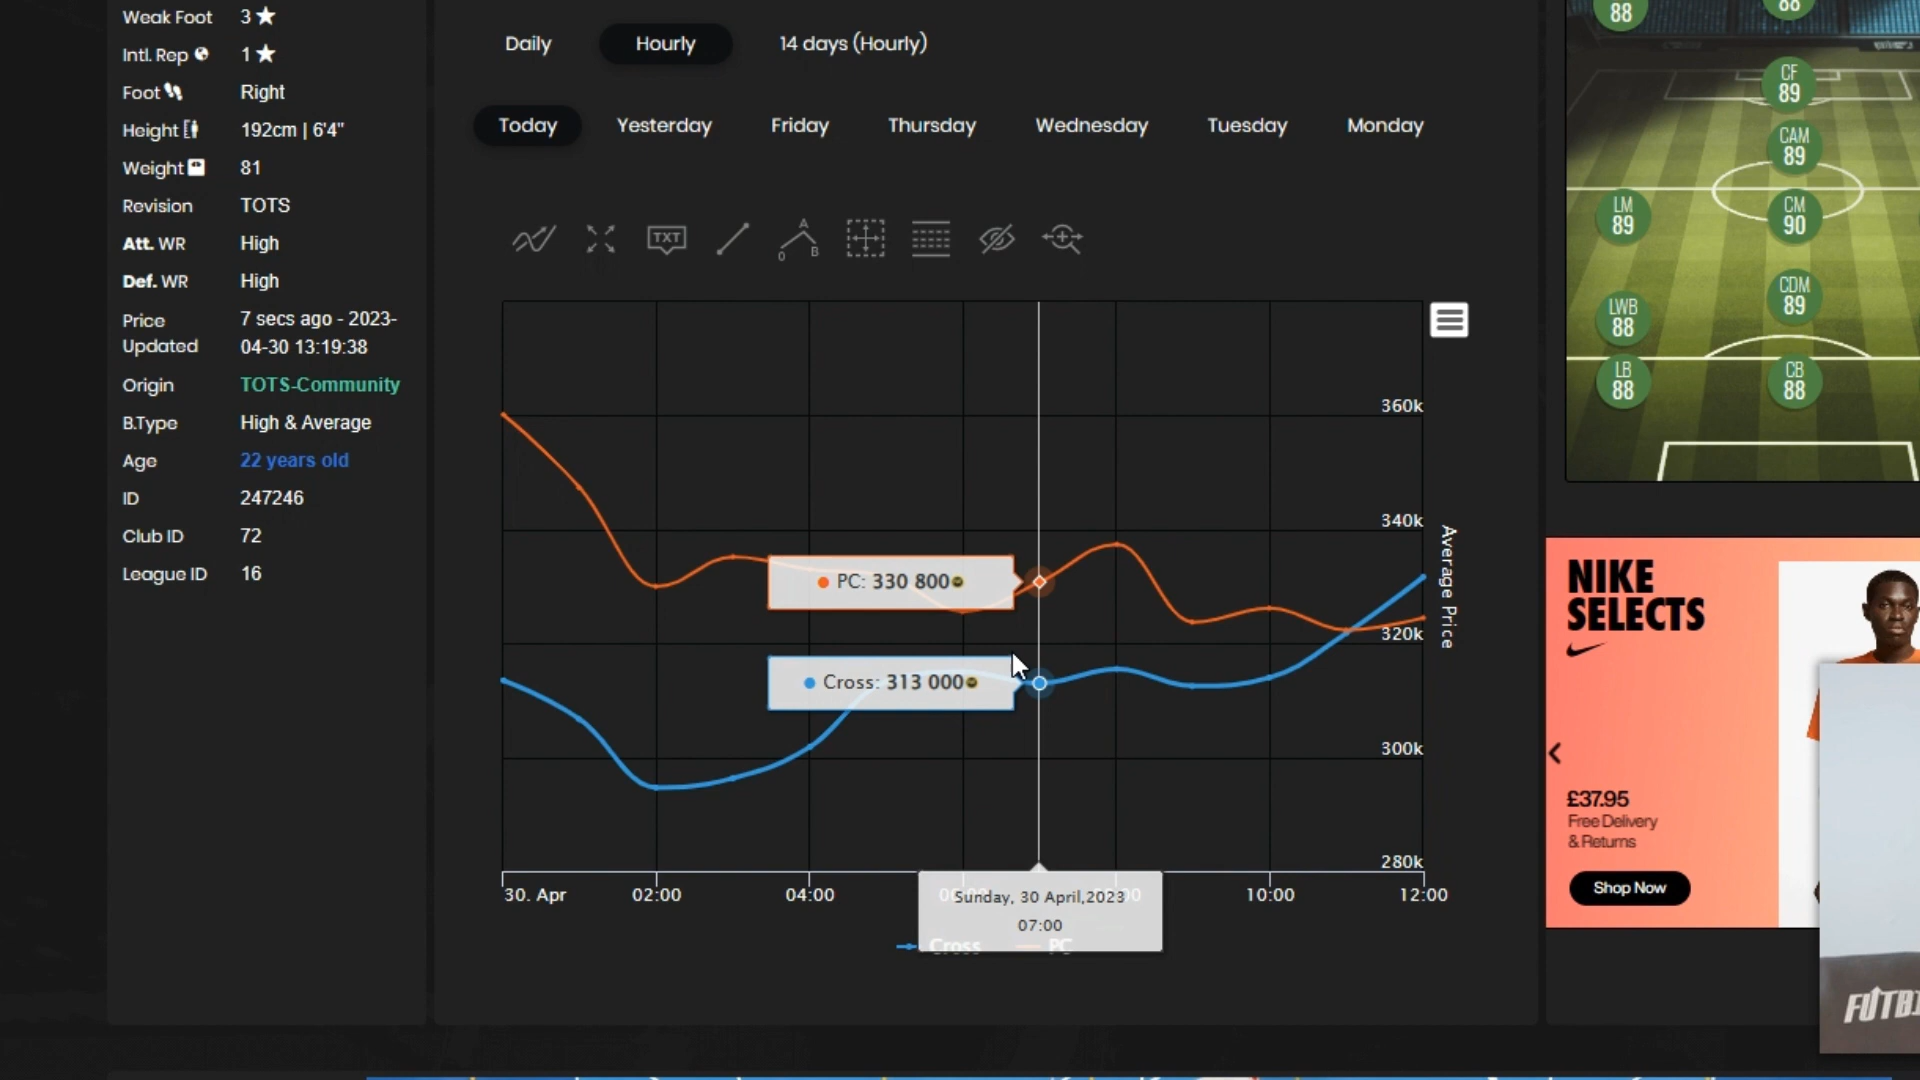 Weak Foot 3
Intl. Rep 1
Foot Right
Height 192cm | 6'4"
Weight 81
Revision TOTS
Att. WR High
Def. WR High
Price Updated 7 secs ago - 2023-
04-30 13:19:38
Origin TOTS-Community
B.Type High & Average
Age 22 years old
ID 247246
Club ID 72
League ID 16
Daily Hourly 14 days (Hourly)
Today Yesterday Friday Thursday Wednesday Tuesday Monday
TXT
A
0 B
360k
340k
320k
300k
280k
Average Price
PC: 330 800
Cross: 313 000
30. Apr 02:00 04:00 10:00 12:00
Sunday, 30 April,2023
07:00
Cross PC
88
88
CF
89
CAM
89
LM
89
CM
90
CDM
89
LWB
88
LB
88
CB
88
NIKE
SELECTS
£37.95
Free Delivery
& Returns
Shop Now